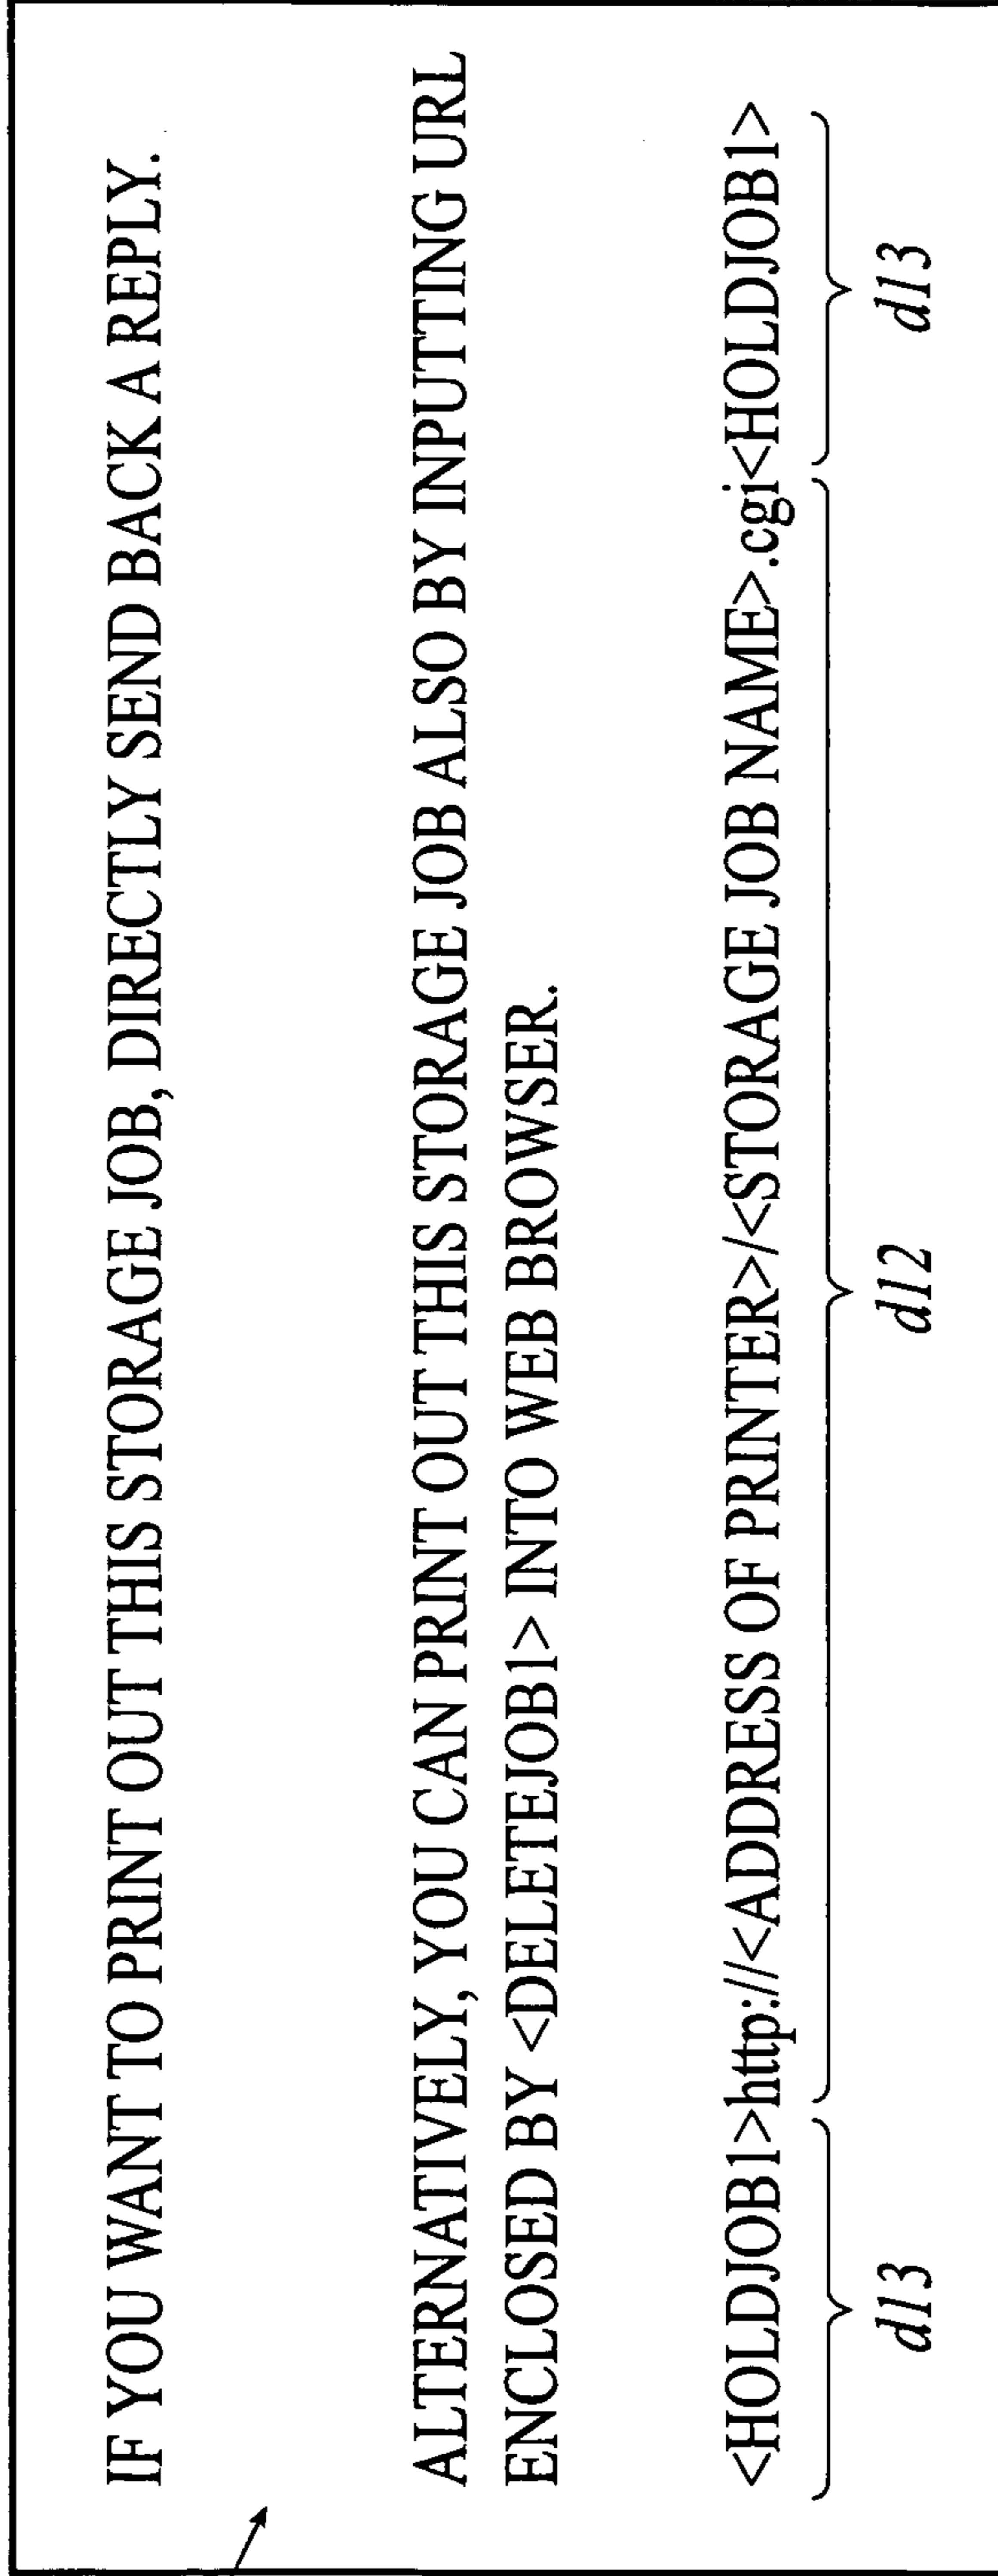 IF YOU WANT TO PRINT OUT THIS STORAGE JOB, DIRECTLY SEND BACK A REPLY.
ALTERNATIVELY, YOU CAN PRINT OUT THIS STORAGE JOB ALSO BY INPUTTING URL
ENCLOSED BY <DELETEJOB1> INTO WEB BROWSER.
<HOLDJOB1>http://<ADDRESS OF PRINTER>/<STORAGE JOB NAME>.cgi<HOLDJOB1>
d13 d12 d13